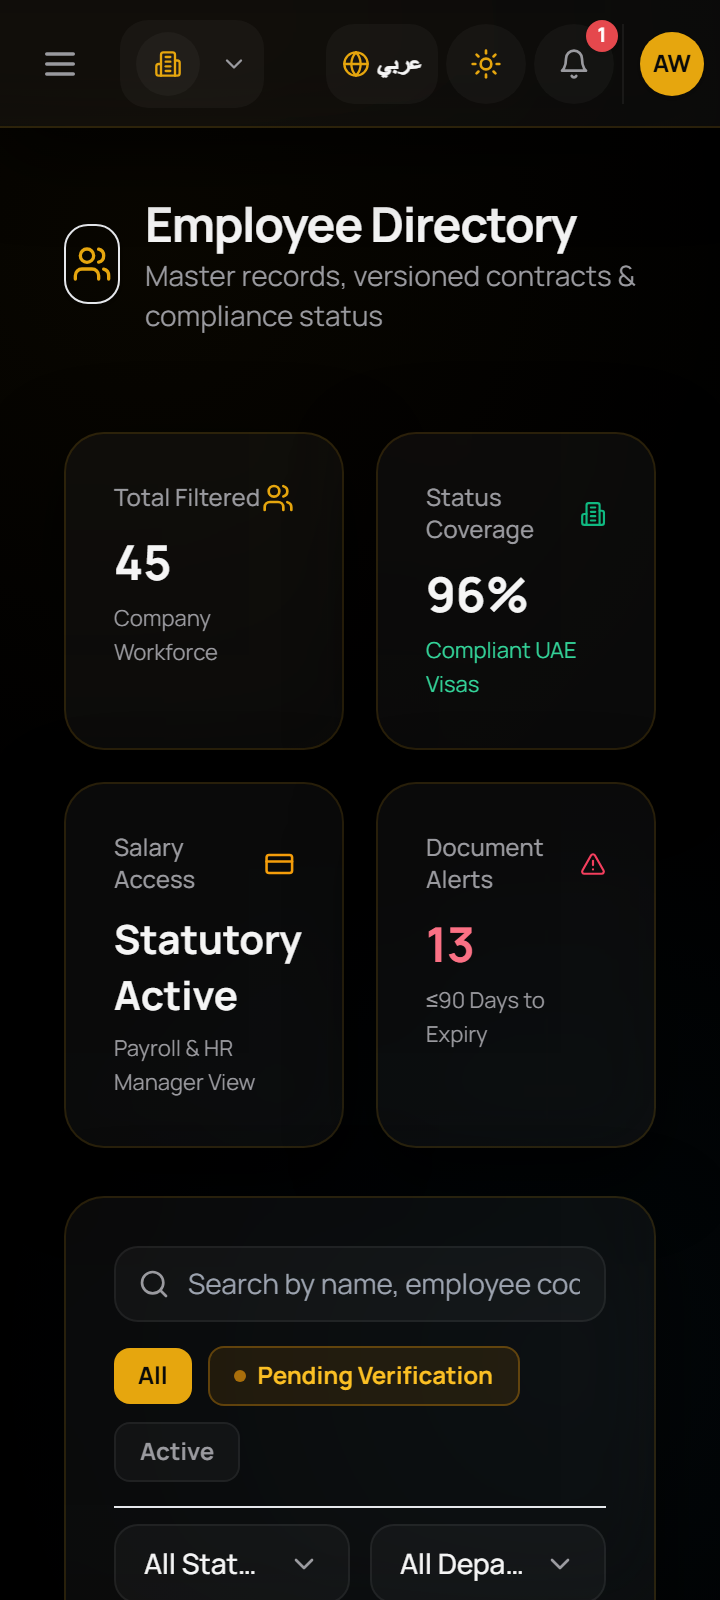 عربي
1
AW
Employee Directory
Master records, versioned contracts &
compliance status
Total Filtered
45
Company
Workforce
Status
Coverage
96%
Compliant UAE
Visas
Salary
Access
Statutory
Active
Payroll & HR
Manager View
Document
Alerts
13
≤90 Days to
Expiry
Search by name, employee coc
All
Pending Verification
Active
All Stat...
All Depa...